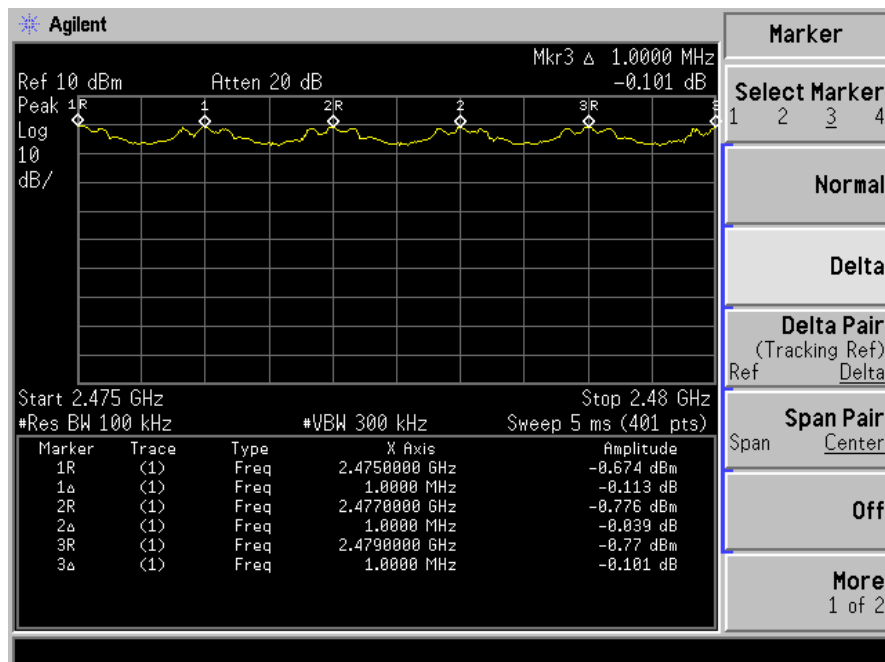 Agilent
Marker
Mkr3 Δ 1.0000 MHz
Ref 10 dBm Atten 20 dB -0.101 dB
Peak
Log
10
dB/
1R 1 2R 2 3R
Start 2.475 GHz Stop 2.48 GHz
#Res BW 100 kHz #VBW 300 kHz Sweep 5 ms (401 pts)
Marker Trace Type X Axis Amplitude
1R (1) Freq 2.4750000 GHz -0.674 dBm
1Δ (1) Freq 1.0000 MHz -0.113 dB
2R (1) Freq 2.4770000 GHz -0.776 dBm
2Δ (1) Freq 1.0000 MHz -0.039 dB
3R (1) Freq 2.4790000 GHz -0.77 dBm
3Δ (1) Freq 1.0000 MHz -0.101 dB
Select Marker
1 2 3 4
Normal
Delta
Delta Pair
(Tracking Ref)
Ref Delta
Span Pair
Span Center
Off
More
1 of 2